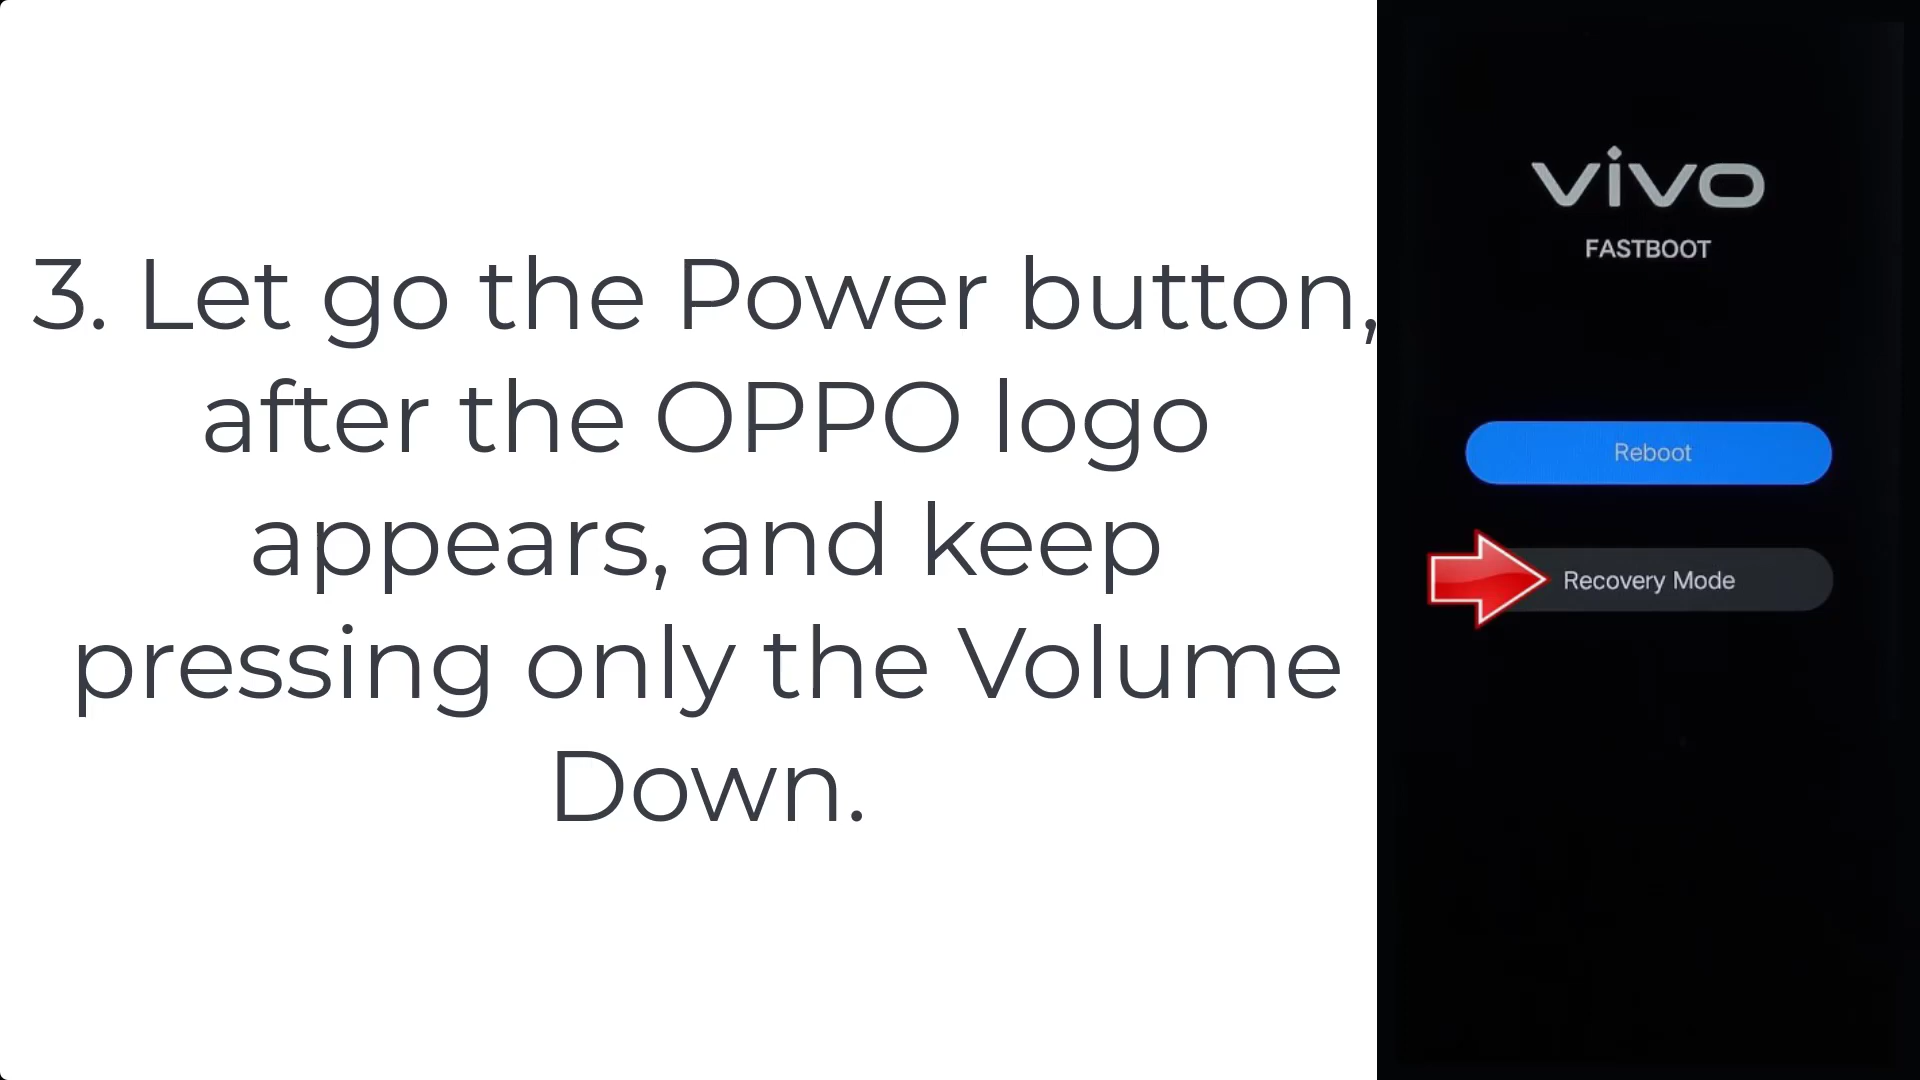 3. Let go the Power button,
after the OPPO logo
appears, and keep
pressing only the Volume
Down.
vivo
FASTBOOT
Reboot
Recovery Mode